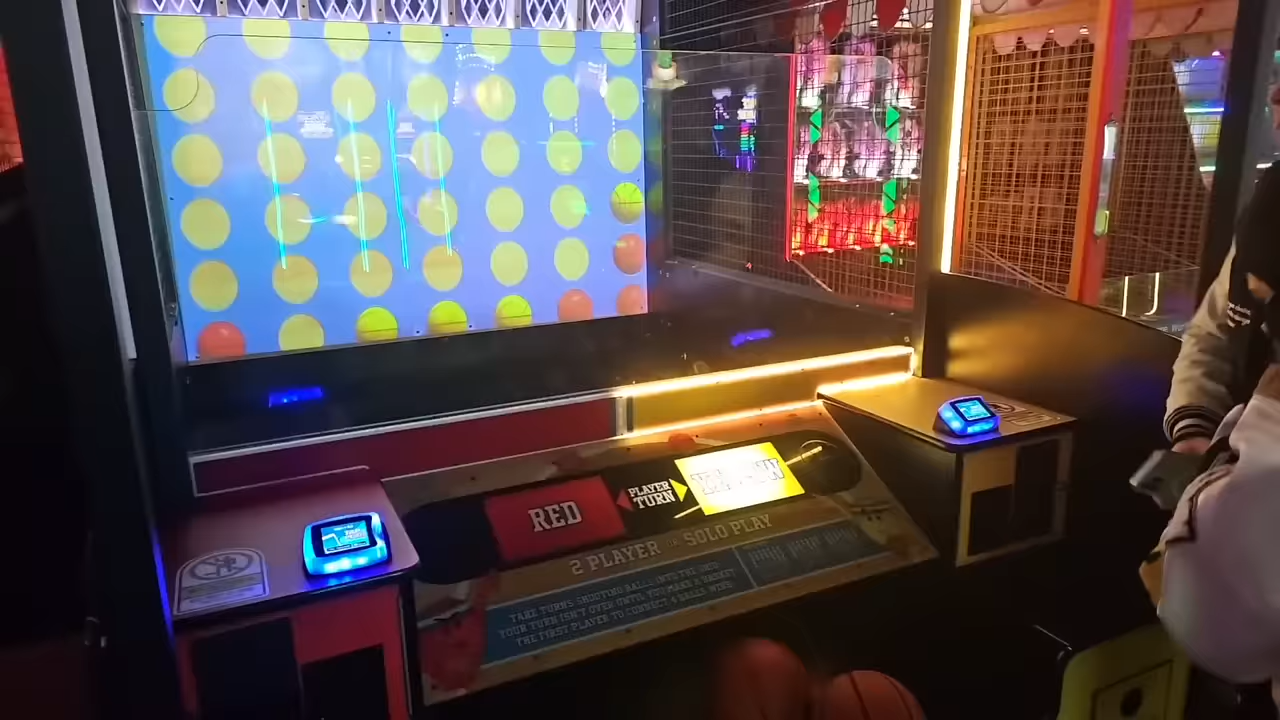 RED
PLAYER
TURN
2 PLAYER OR SOLO PLAY
TAKE TURNS SHOOTING BALLS INTO THE GRID
YOUR TURN ISN'T OVER UNTIL YOU MAKE A BASKET
THE FIRST PLAYER TO CONNECT 4 BALLS WINS